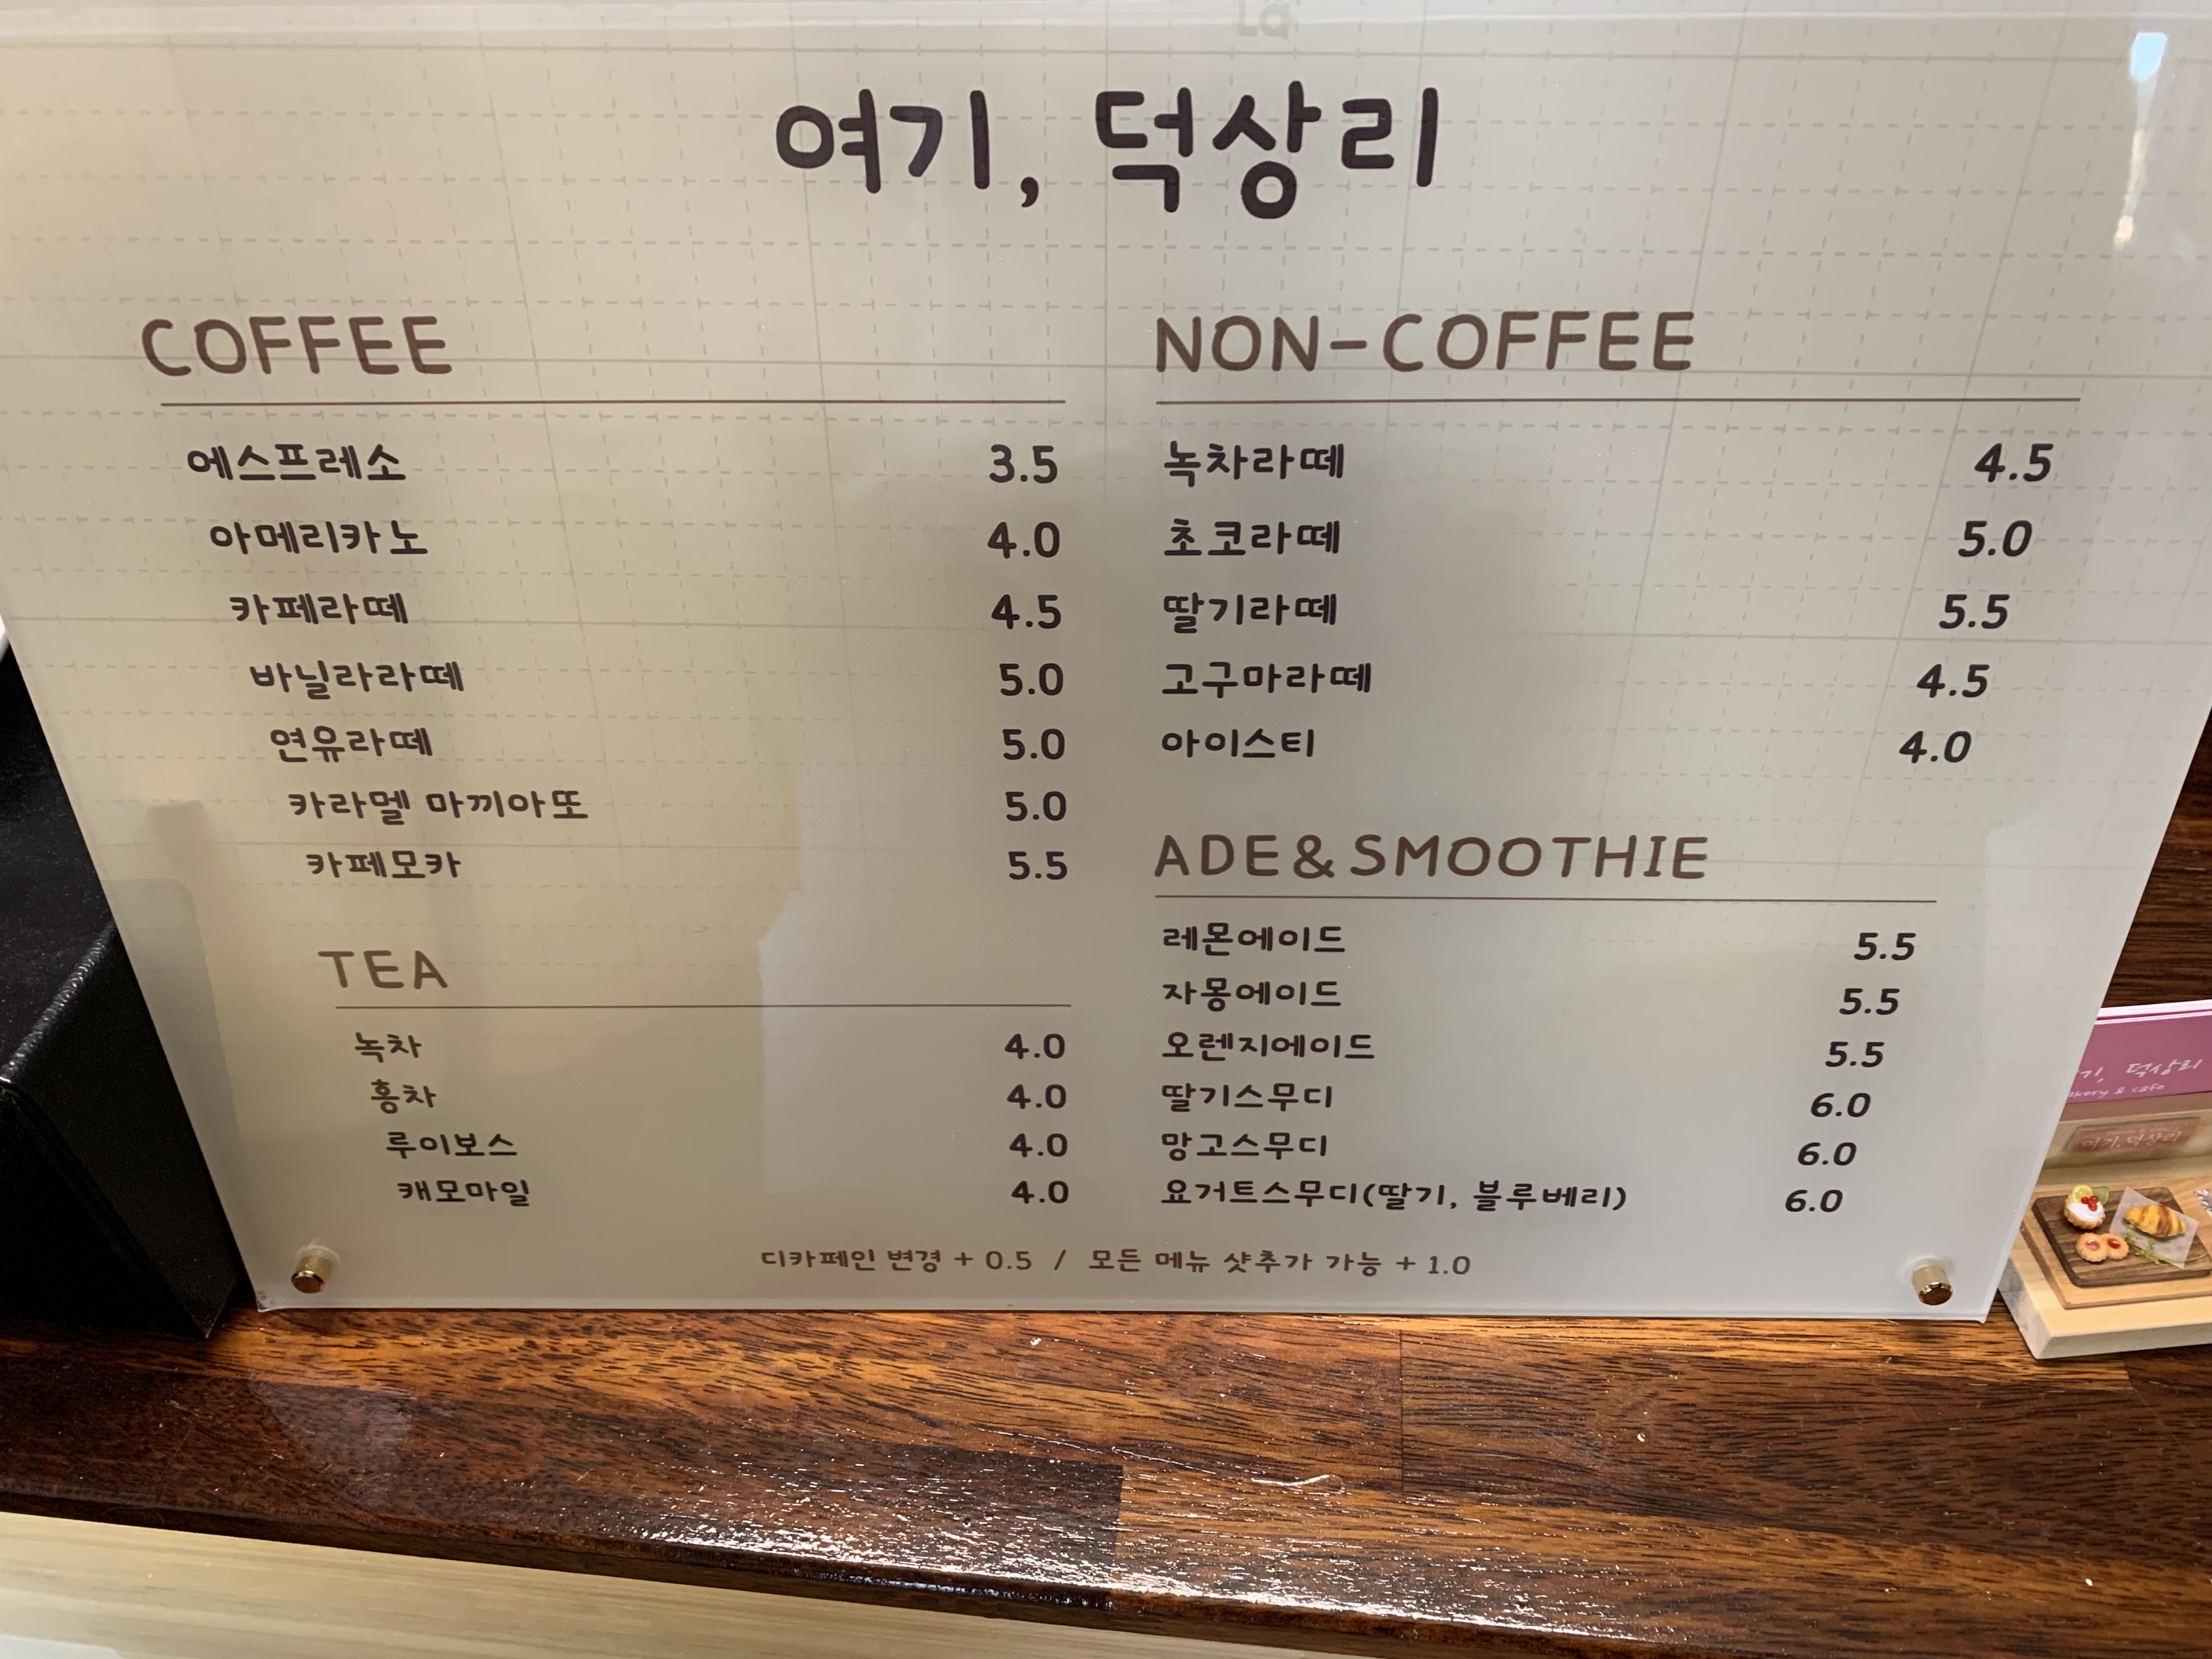 여기, 덕상리
COFFEE
에스프레소 3.5
아메리카노 4.0
카페라떼 4.5
바닐라라떼 5.0
연유라떼 5.0
카라멜 마끼아또 5.0
카페모카 5.5
TEA
녹차 4.0
홍차 4.0
루이보스 4.0
캐모마일 4.0
NON-COFFEE
녹차라떼 4.5
초코라떼 5.0
딸기라떼 5.5
고구마라떼 4.5
아이스티 4.0
ADE&SMOOTHIE
레몬에이드 5.5
자몽에이드 5.5
오렌지에이드 5.5
딸기스무디 6.0
망고스무디 6.0
요거트스무디(딸기, 블루베리) 6.0
디카페인 변경 + 0.5 / 모든 메뉴 샷추가 가능 + 1.0
덕상리
& cafe
여기, 덕상리